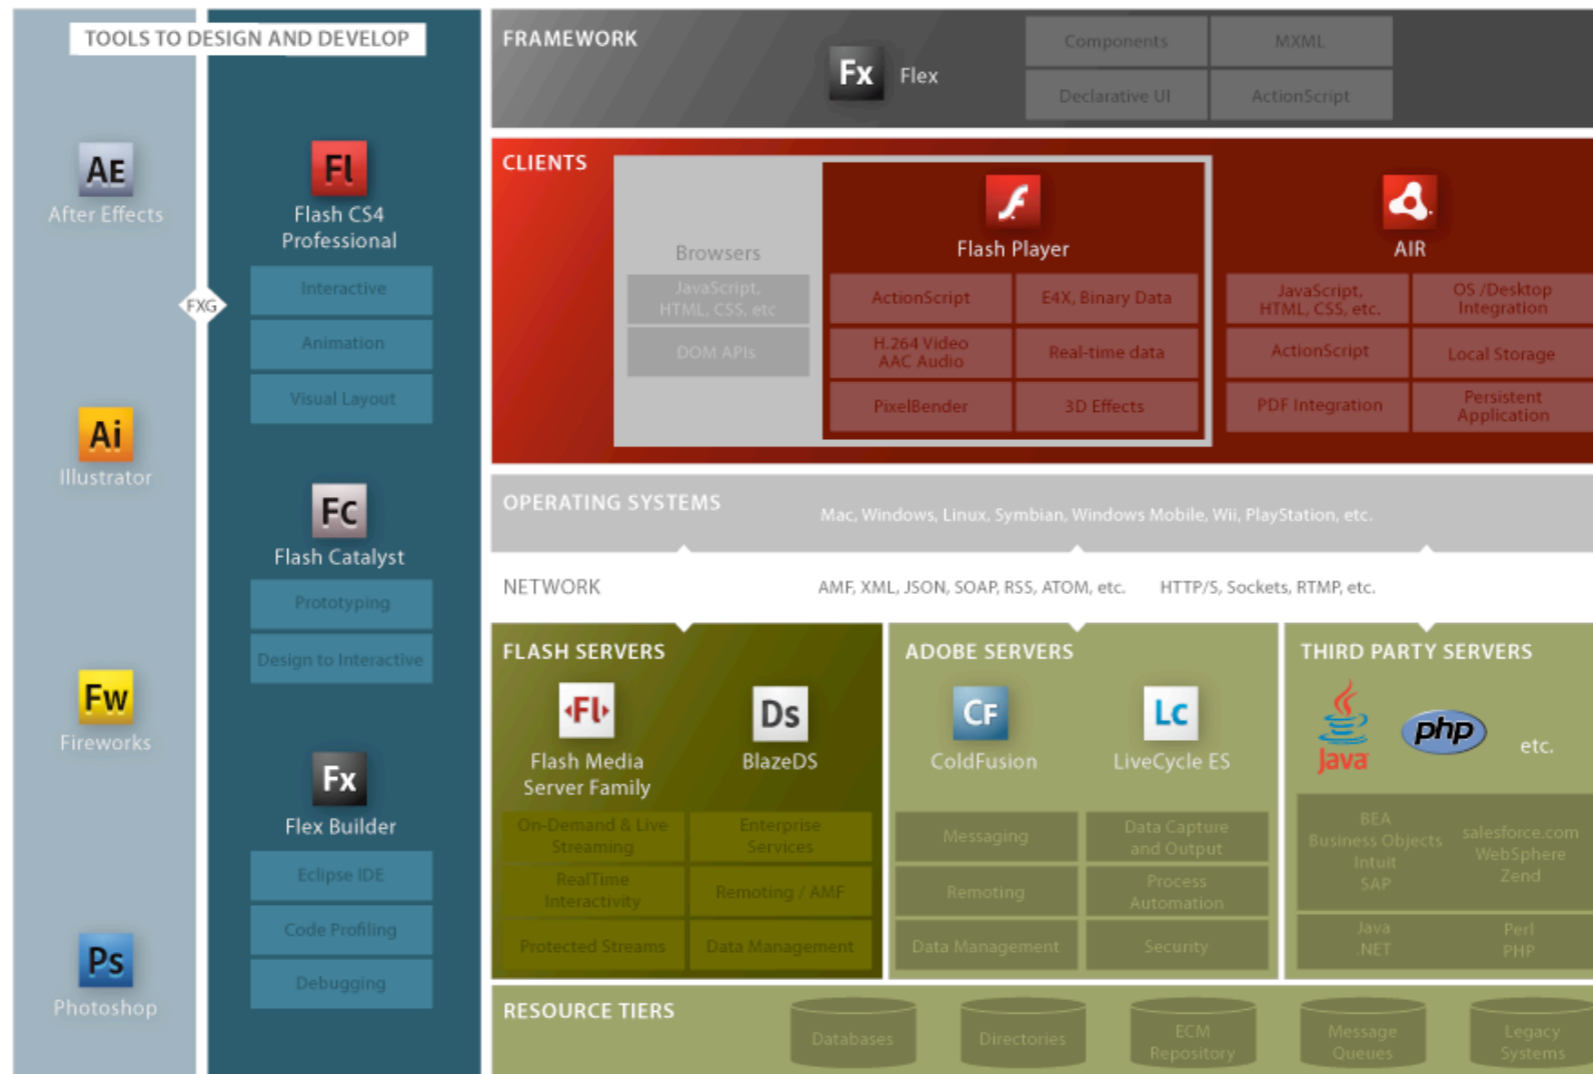 TOOLS TO DESIGN AND DEVELOP
AE
After Effects
Ai
Illustrator
Fw
Fireworks
Ps
Photoshop
FXG
Fl
Flash CS4
Professional
Interactive
Animation
Visual Layout
Fc
Flash Catalyst
Prototyping
Design to Interactive
Fx
Flex Builder
Eclipse IDE
Code Profiling
Debugging
FRAMEWORK
Fx
Flex
Components
MXML
Declarative UI
ActionScript
CLIENTS
Browsers
JavaScript,
HTML, CSS, etc
DOM APIs
Flash Player
ActionScript
E4X, Binary Data
H.264 Video
AAC Audio
Real-time data
PixelBender
3D Effects
AIR
JavaScript,
HTML, CSS, etc.
OS /Desktop
Integration
ActionScript
Local Storage
PDF Integration
Persistent
Application
OPERATING SYSTEMS
Mac, Windows, Linux, Symbian, Windows Mobile, Wii, PlayStation, etc.
NETWORK
AMF, XML, JSON, SOAP, RSS, ATOM, etc.
HTTP/S, Sockets, RTMP, etc.
FLASH SERVERS
Fl
Flash Media
Server Family
On-Demand & Live
Streaming
RealTime
Interactivity
Protected Streams
Ds
BlazeDS
Enterprise
Services
Remoting / AMF
Data Management
ADOBE SERVERS
CF
ColdFusion
Messaging
Remoting
Data Management
Lc
LiveCycle ES
Data Capture
and Output
Process
Automation
Security
THIRD PARTY SERVERS
Java
php
etc.
BEA
Business Objects
Intuit
SAP
salesforce.com
WebSphere
Zend
Java
.NET
Perl
PHP
RESOURCE TIERS
Databases
Directories
ECM
Repository
Message
Queues
Legacy
Systems